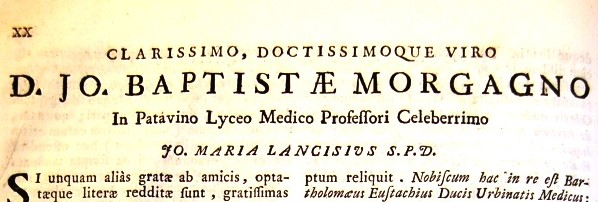 xx
CLARISSIMO, DOCTISSIMOQUE VIRO
D. JO. BAPTISTÆ MORGAGNO
In Patavino Lyceo Medico Profeſſori Celeberrimo
JO. MARIA LANCISIUS S.P.D.
SI unquam aliàs gratæ ab amicis, opta-
tæque literæ redditæ ſunt, gratiſſimas
ptum reliquit. Nobiſcum hac in re eſt Bar-
tholomæus Euſtachius Ducis Urbinatis Medicus: